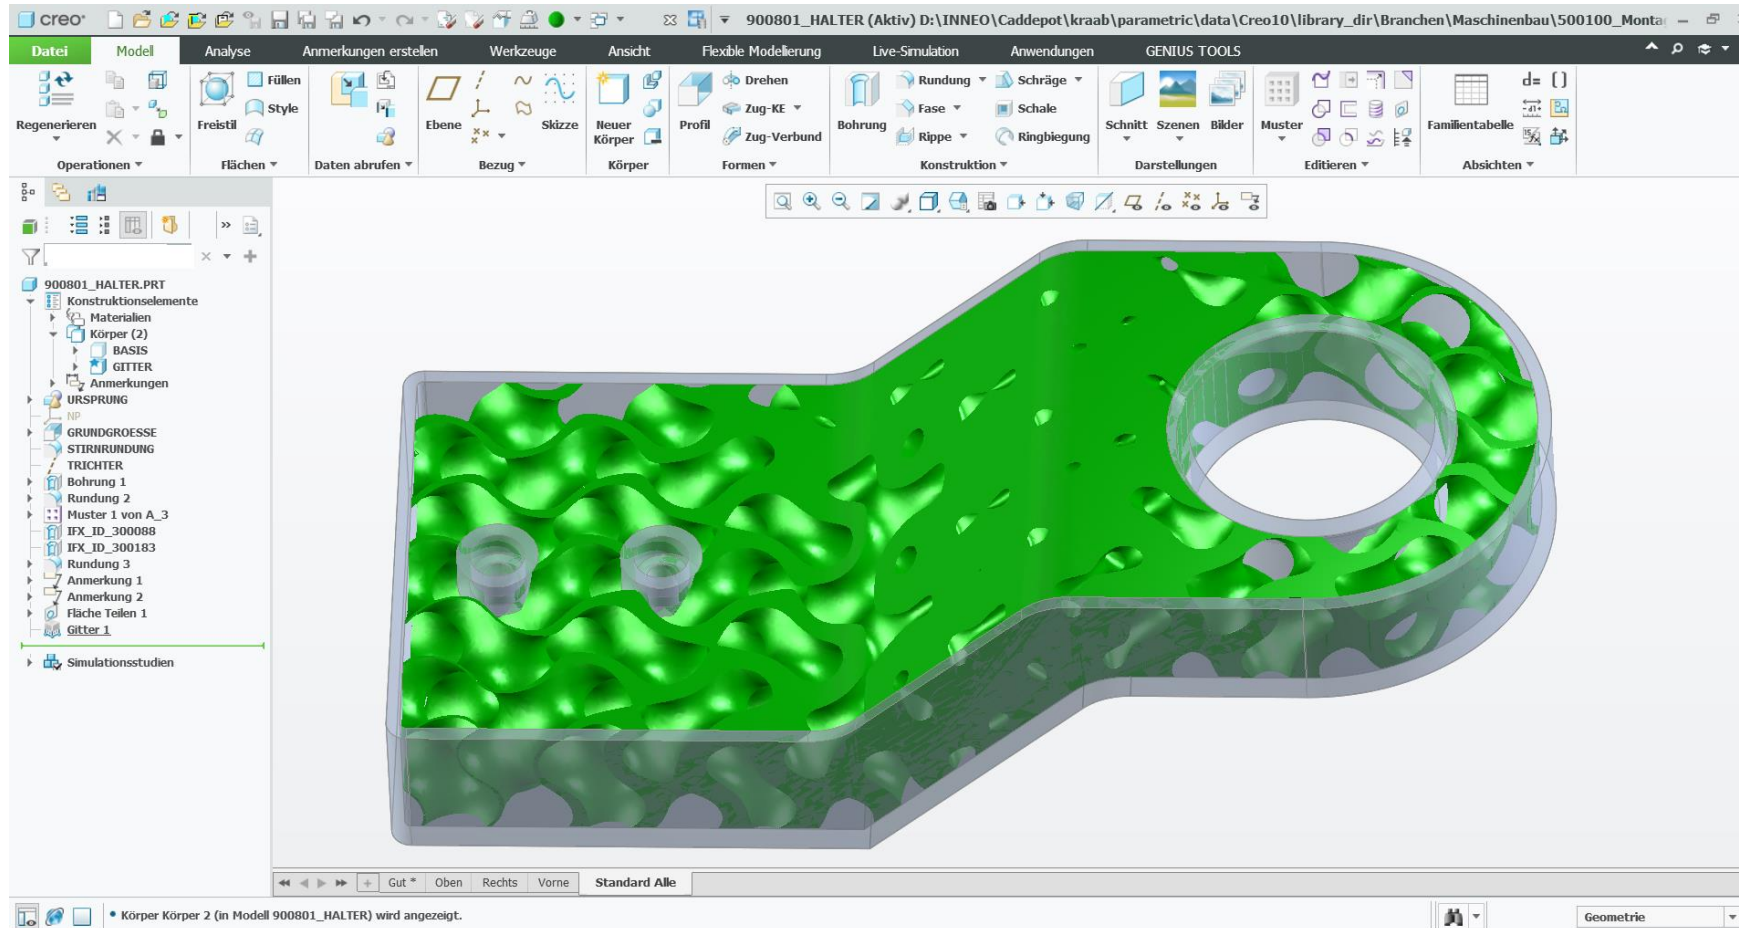 creo° 900801_HALTER (Aktiv) D:\INNEO\Caddepot\kraab\parametric\data\Creo10\library_dir\Branchen\Maschinenbau\500100_Monta
Datei Modell Analyse Anmerkungen erstellen Werkzeuge Ansicht Flexible Modellierung Live-Simulation Anwendungen GENIUS TOOLS
Füllen Drehen Rundung Schräge d= ()
Style Zug-KE Fase Schale
Regenerieren Freistil Ebene Skizze Neuer Körper Profil Zug-Verbund Bohrung Rippe Ringbiegung Schnitt Szenen Bilder Muster Familientabelle
Operationen Flächen Daten abrufen Bezug Körper Formen Konstruktion Darstellungen Editieren Absichten
900801_HALTER.PRT
Konstruktionselemente
Materialien
Körper (2)
BASIS
GITTER
Anmerkungen
URSPRUNG
NP
GRUNDGROESSE
STIRNRUNDUNG
TRICHTER
Bohrung 1
Rundung 2
Muster 1 von A_3
IFX_ID_300088
IFX_ID_300183
Rundung 3
Anmerkung 1
Anmerkung 2
Fläche Teilen 1
Gitter 1
Simulationsstudien
Gut * Oben Rechts Vorne Standard Alle
• Körper Körper 2 (in Modell 900801_HALTER) wird angezeigt. Geometrie